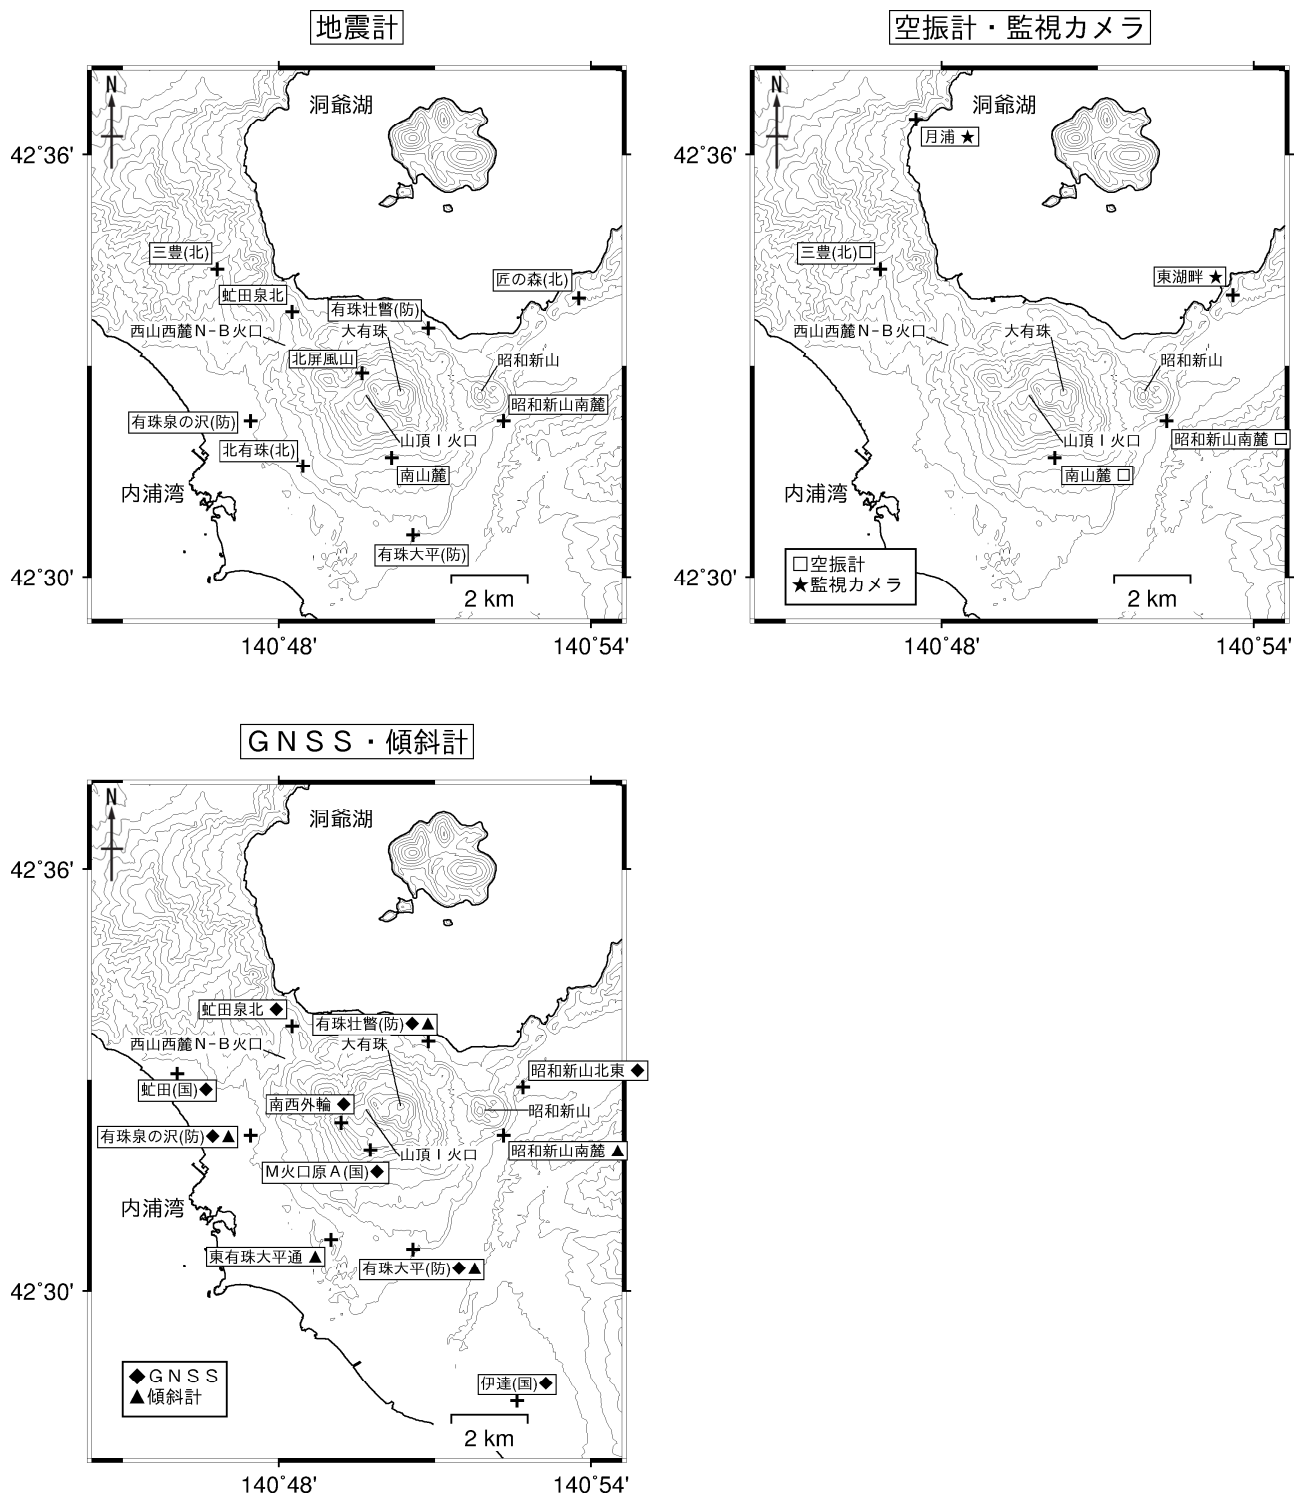 地震計
N
洞爺湖
42˚36'
三豊(北)
匠の森(北)
虻田泉北
有珠壮瞥(防)
西山西麓N-B火口
大有珠
北屏風山
昭和新山
昭和新山南麓
有珠泉の沢(防)
山頂I火口
北有珠(北)
南山麓
内浦湾
有珠大平(防)
42˚30'
2 km
140˚48'
140˚54'
空振計・監視カメラ
N
洞爺湖
月浦★
42˚36'
三豊(北)□
東湖畔★
西山西麓N-B火口
大有珠
昭和新山
山頂I火口
昭和新山南麓□
南山麓□
内浦湾
□空振計
★監視カメラ
42˚30'
2 km
140˚48'
140˚54'
GNSS・傾斜計
N
洞爺湖
42˚36'
虻田泉北◆
有珠壮瞥(防)◆▲
西山西麓N-B火口
大有珠
昭和新山北東◆
虻田(国)◆
南西外輪◆
昭和新山
有珠泉の沢(防)◆▲
昭和新山南麓▲
山頂I火口
M火口原A(国)◆
内浦湾
東有珠大平通▲
有珠大平(防)◆▲
42˚30'
◆GNSS
▲傾斜計
伊達(国)◆
2 km
140˚48'
140˚54'